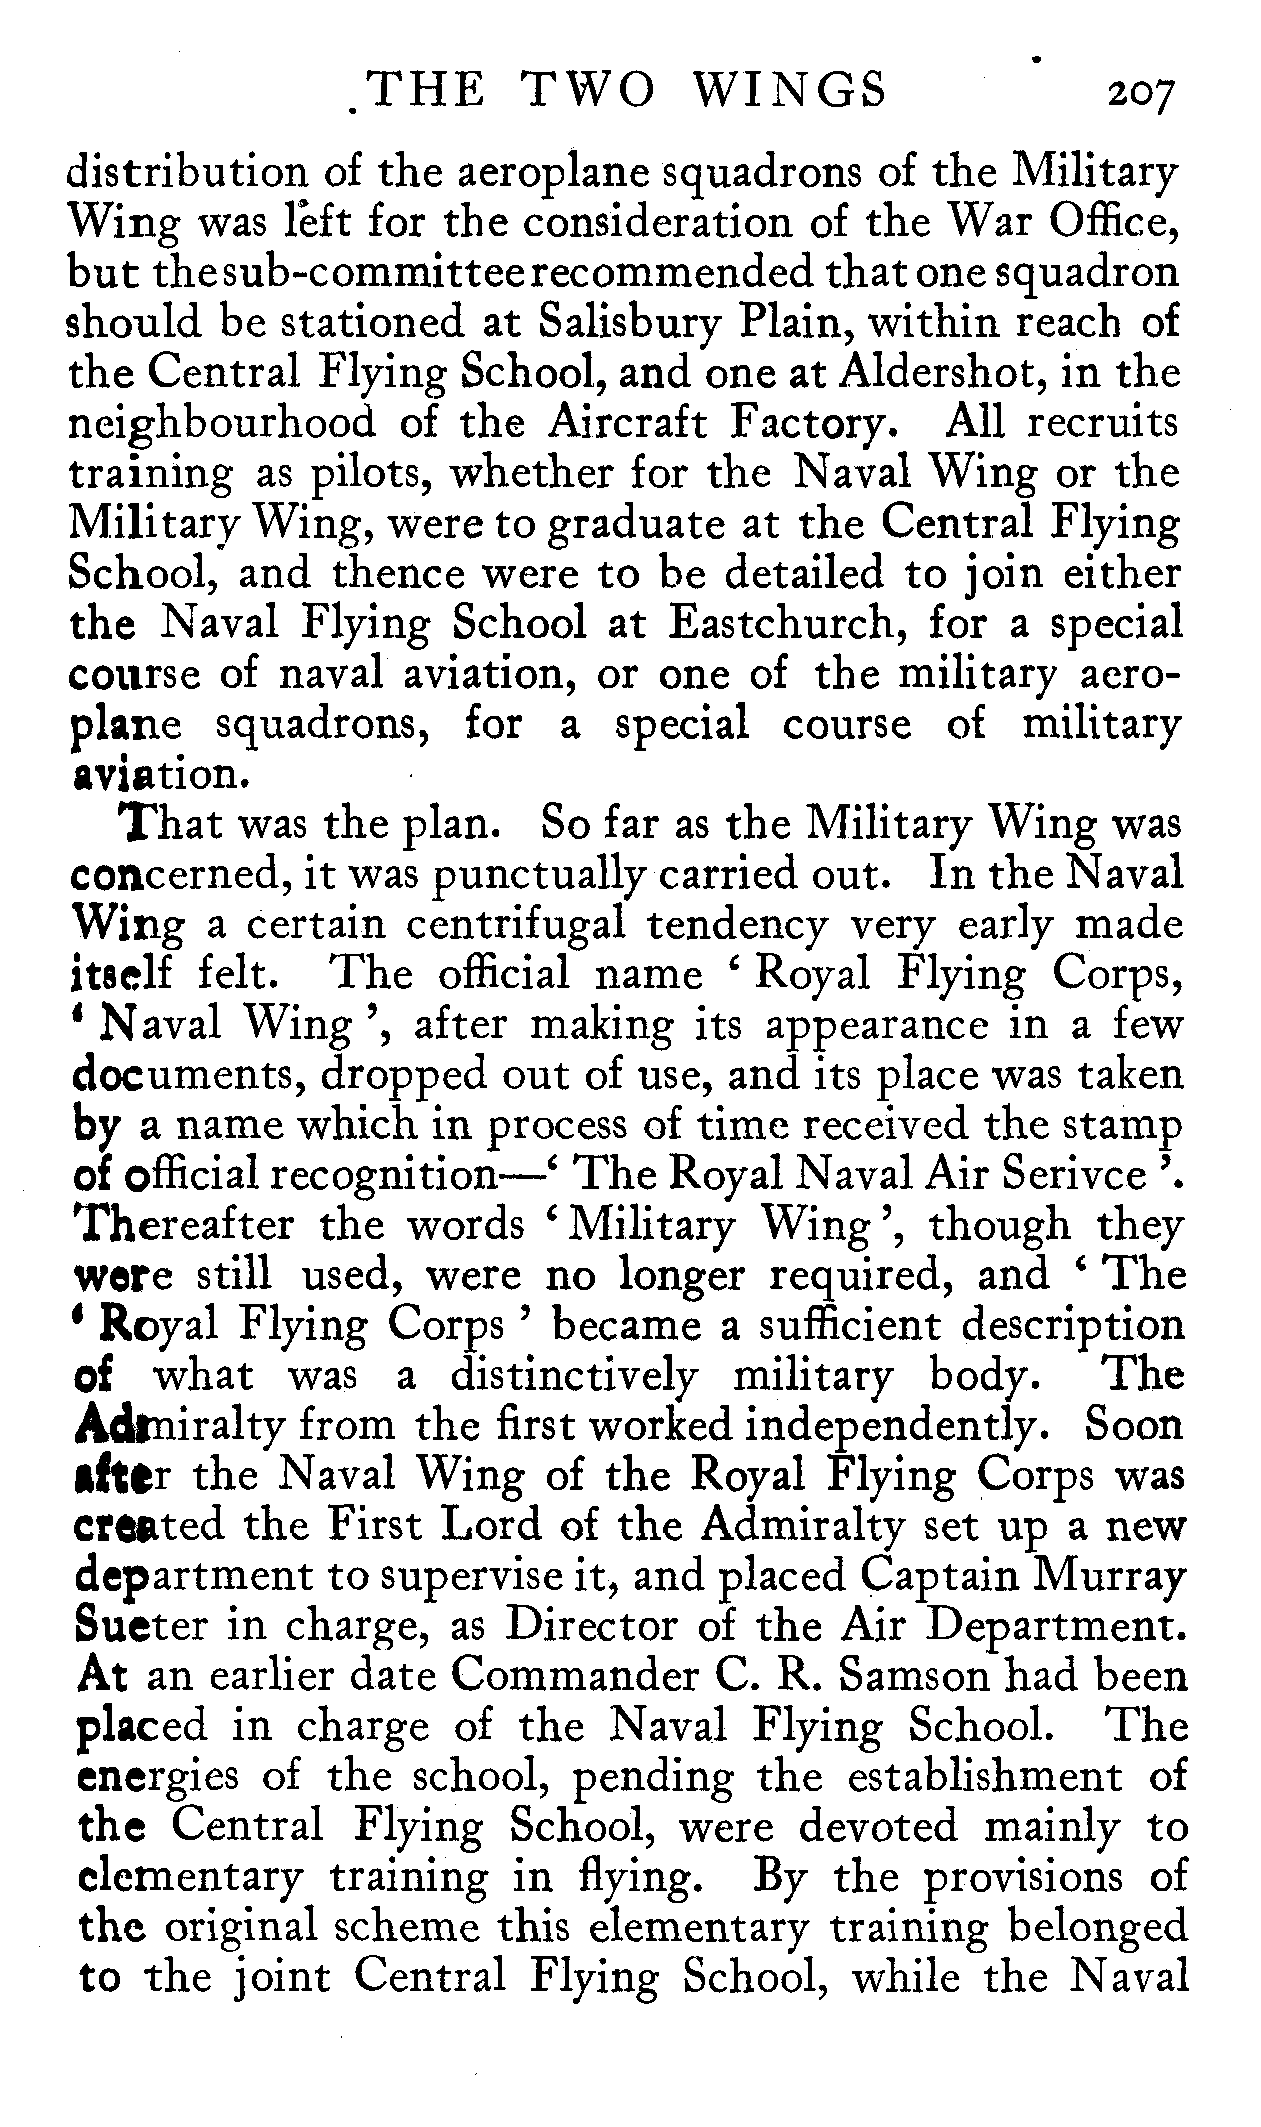 THE TWO WINGS 207
distribution of the aeroplane squadrons of the Military
Wing was left for the consideration of the War Office,
but the sub-committee recommended that one squadron
should be stationed at Salisbury Plain, within reach of
the Central Flying School, and one at Aldershot, in the
neighbourhood of the Aircraft Factory. All recruits
training as pilots, whether for the Naval Wing or the
Military Wing, were to graduate at the Central Flying
School, and thence were to be detailed to join either
the Naval Flying School at Eastchurch, for a special
course of naval aviation, or one of the military aero-
plane squadrons, for a special course of military
aviation.
That was the plan. So far as the Military Wing was
concerned, it was punctually carried out. In the Naval
Wing a certain centrifugal tendency very early made
itself felt. The official name ‘ Royal Flying Corps,
‘ Naval Wing ’, after making its appearance in a few
documents, dropped out of use, and its place was taken
by a name which in process of time received the stamp
of official recognition—‘ The Royal Naval Air Serivce ’.
Thereafter the words ‘ Military Wing ’, though they
were still used, were no longer required, and ‘ The
‘ Royal Flying Corps ’ became a sufficient description
of what was a distinctively military body. The
Admiralty from the first worked independently. Soon
after the Naval Wing of the Royal Flying Corps was
created the First Lord of the Admiralty set up a new
department to supervise it, and placed Captain Murray
Sueter in charge, as Director of the Air Department.
At an earlier date Commander C. R. Samson had been
placed in charge of the Naval Flying School. The
energies of the school, pending the establishment of
the Central Flying School, were devoted mainly to
elementary training in flying. By the provisions of
the original scheme this elementary training belonged
to the joint Central Flying School, while the Naval